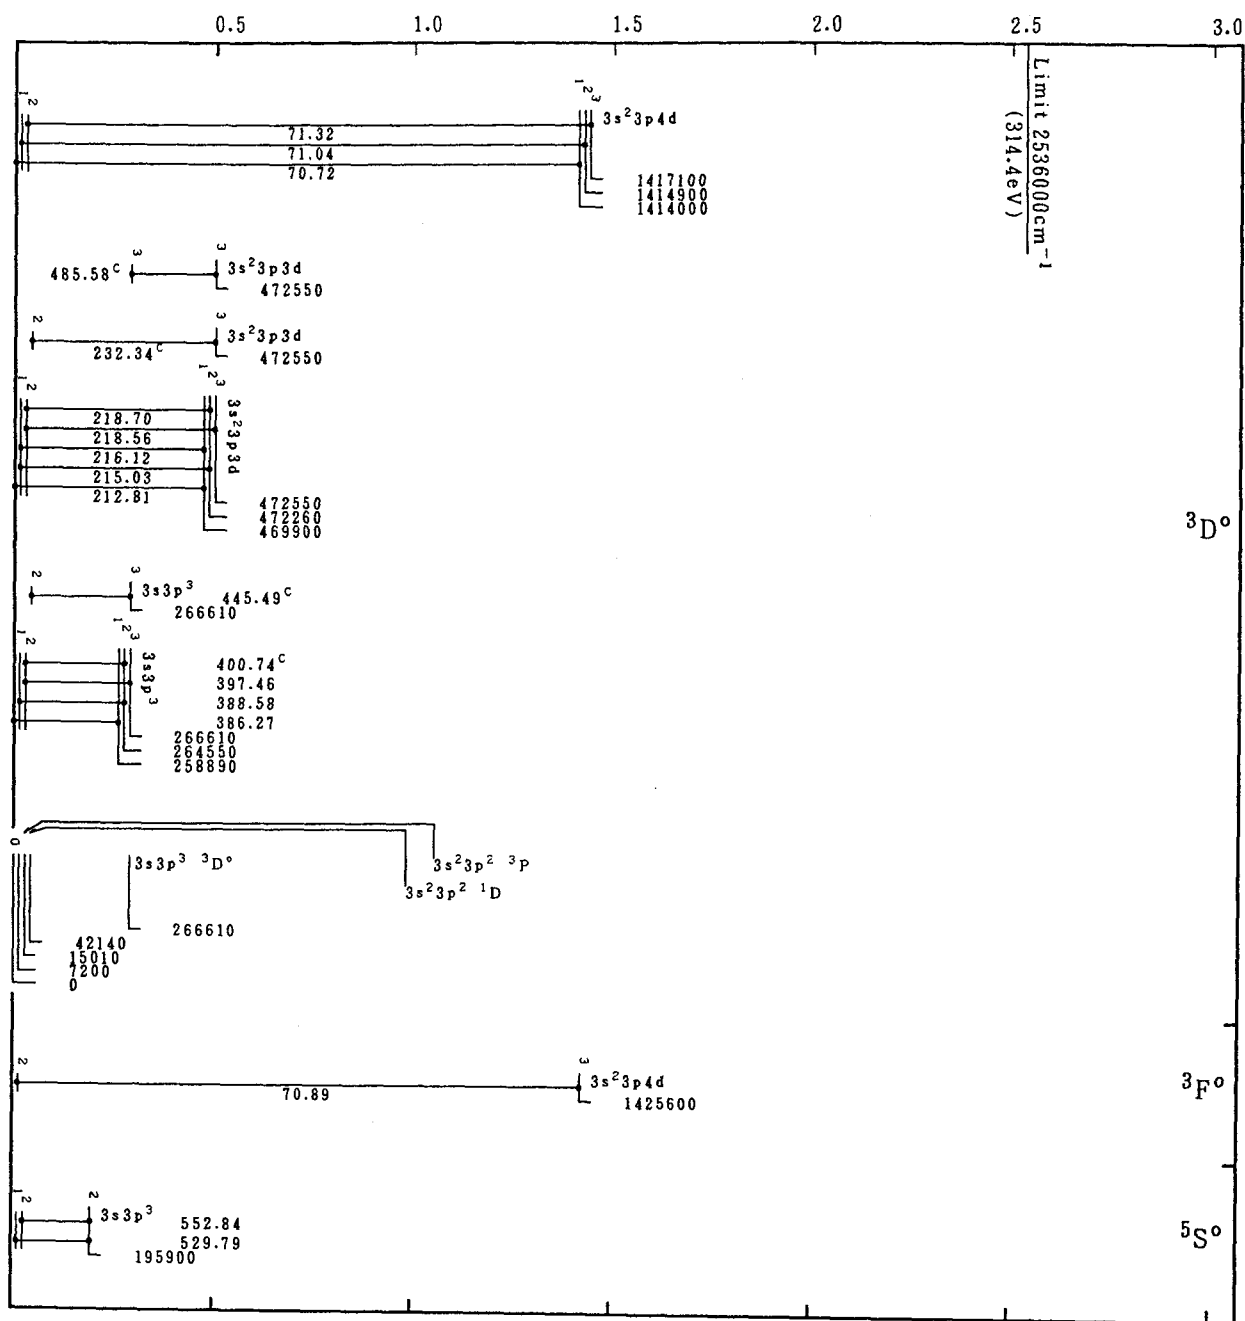 0.5 1.0 1.5 2.0 2.5 3.0
Limit 2536000cm⁻¹
(314.4eV)
1 2
1 2 3
3s²3p4d
71.32
71.04
70.72
1417100
1414900
1414000
3 3
3s²3p3d
485.58ᶜ
472550
2 3
3s²3p3d
232.34ᶜ
472550
1 2
1 2 3
3s²3p3d
218.70
218.56
216.12
215.03
212.81
472550
472260
469900
³D°
2 3
3s3p³ 445.49ᶜ
266610
1 2
1 2 3
3s3p³
400.74ᶜ
397.46
388.58
386.27
266610
264550
258890
0
3s3p³ ³D°
3s²3p² ³P
3s²3p² ¹D
266610
42140
15010
7200
0
2 3
3s²3p4d
70.89
1425600
³F°
1 2
2
3s3p³
552.84
529.79
195900
⁵S°